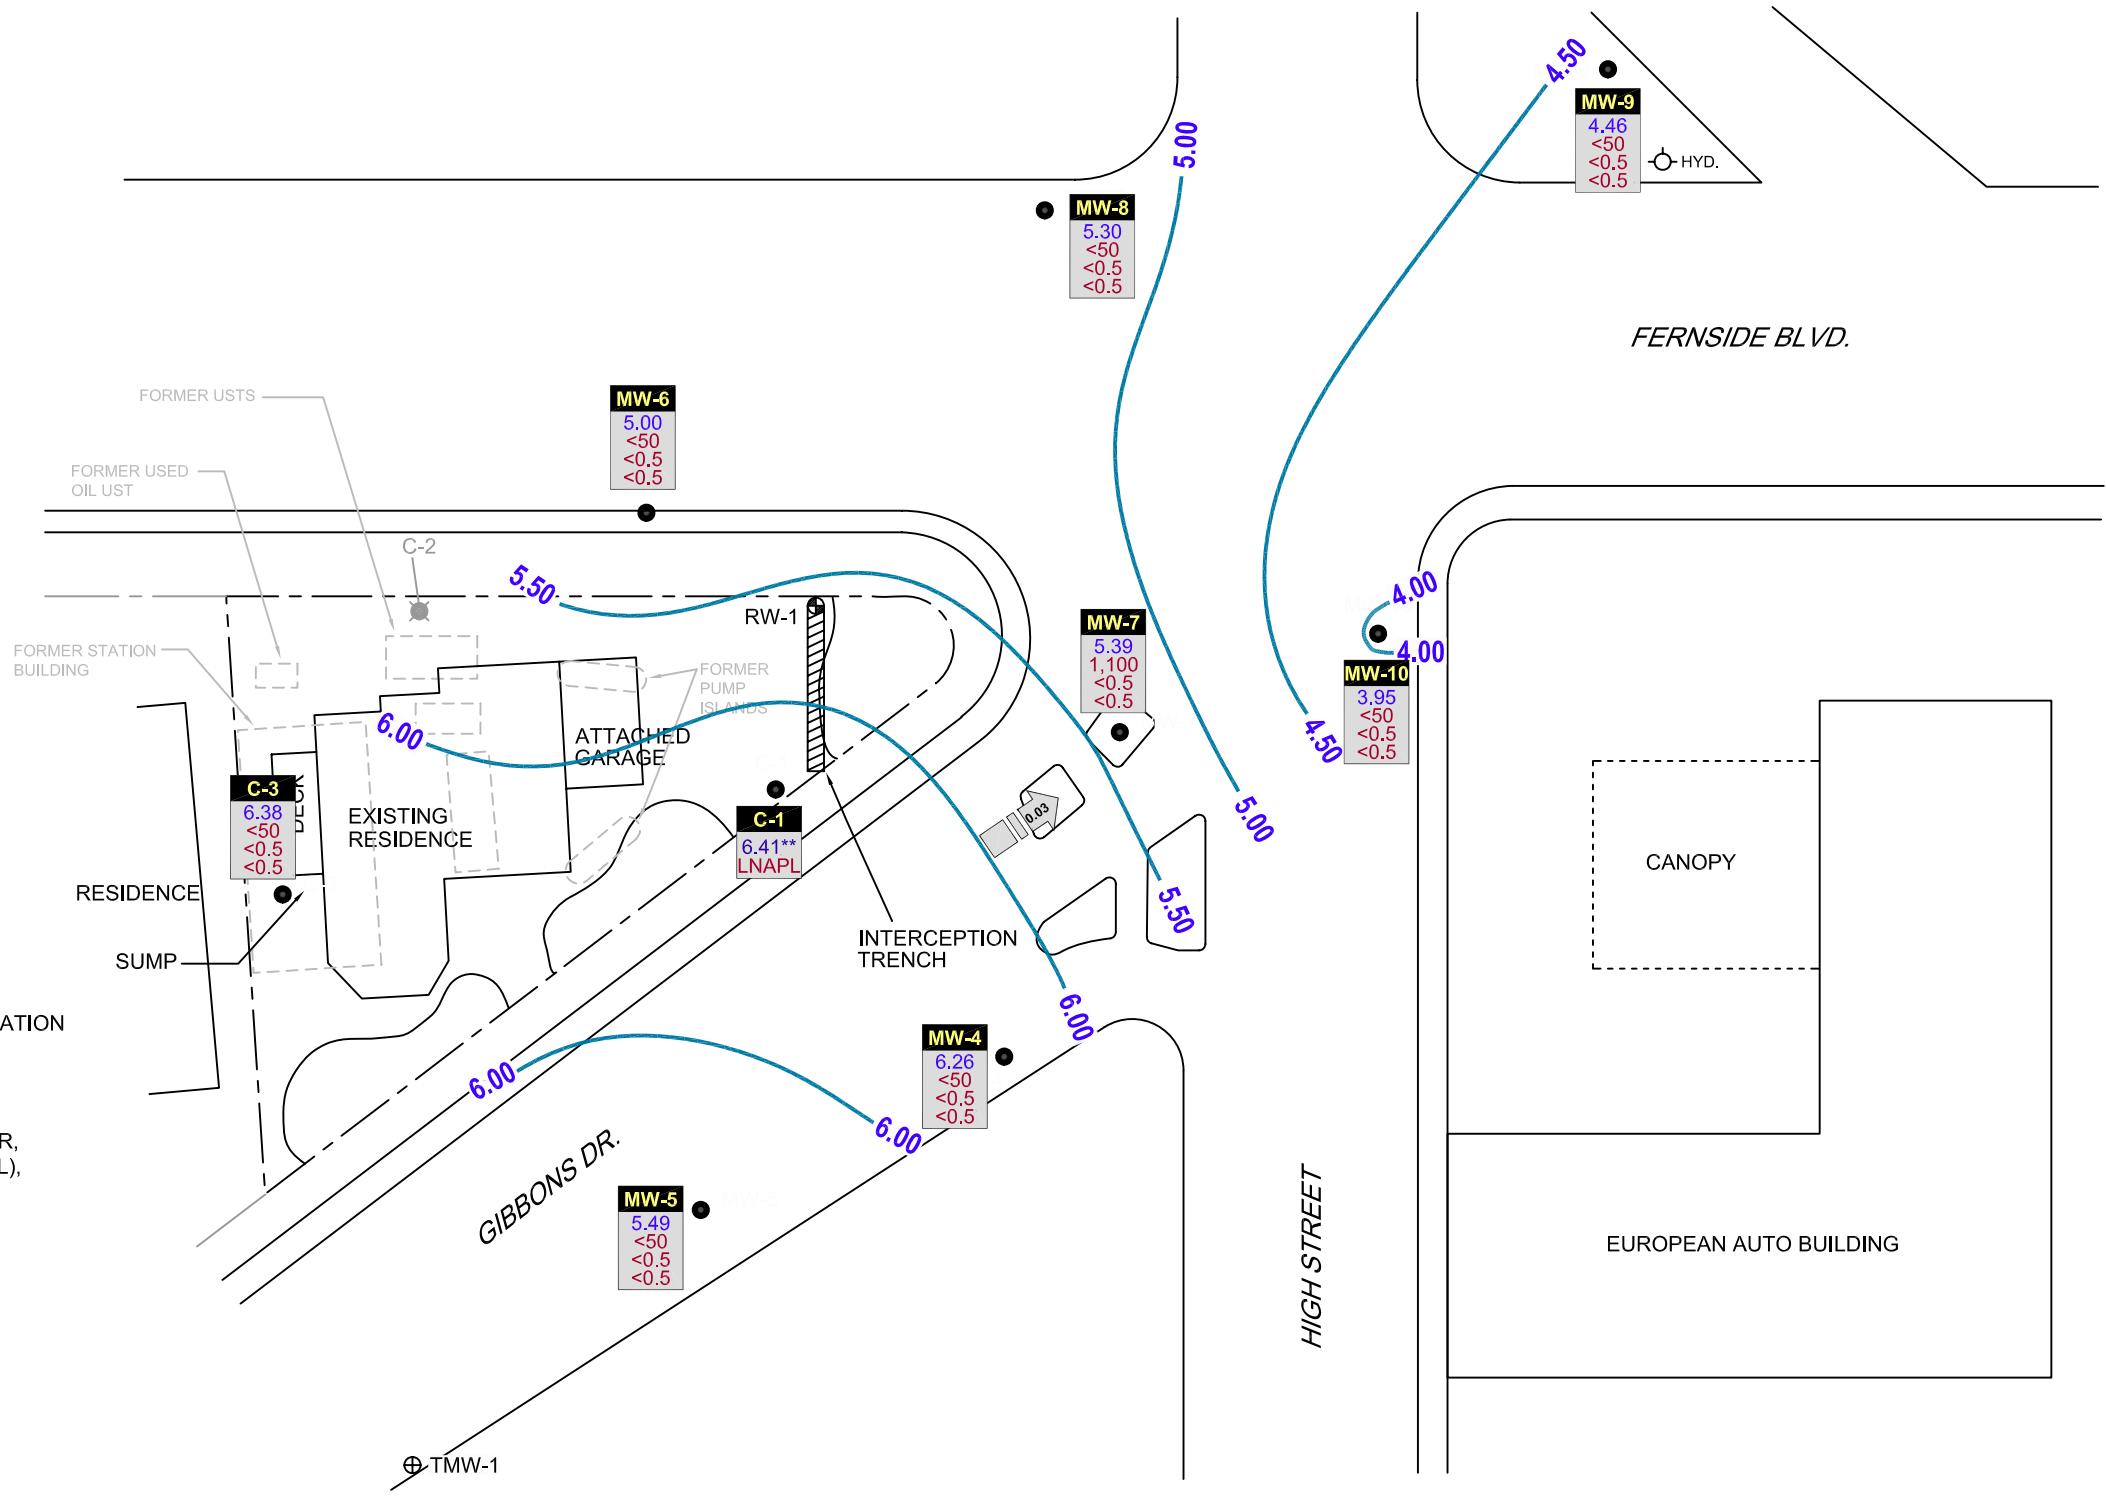 4.50
MW-9
4.46
<50
<0.5
<0.5
HYD.
5.00
MW-8
5.30
<50
<0.5
<0.5
FERNSIDE BLVD.
FORMER USTS
MW-6
5.00
<50
<0.5
<0.5
FORMER USED
OIL UST
C-2
5.50
RW-1
4.00
4.00
MW-10
3.95
<50
<0.5
<0.5
MW-7
5.39
1,100
<0.5
<0.5
FORMER STATION
BUILDING
FORMER
PUMP
ISLANDS
6.00
ATTACHED
GARAGE
4.50
C-3
6.38
<50
<0.5
<0.5
DECK
EXISTING
RESIDENCE
C-1
6.41**
LNAPL
0.03
5.00
CANOPY
RESIDENCE
5.50
SUMP
INTERCEPTION
TRENCH
ATION
6.00
MW-4
6.26
<50
<0.5
<0.5
6.00
6.00
R,
L),
GIBBONS DR.
MW-5
5.49
<50
<0.5
<0.5
HIGH STREET
EUROPEAN AUTO BUILDING
TMW-1